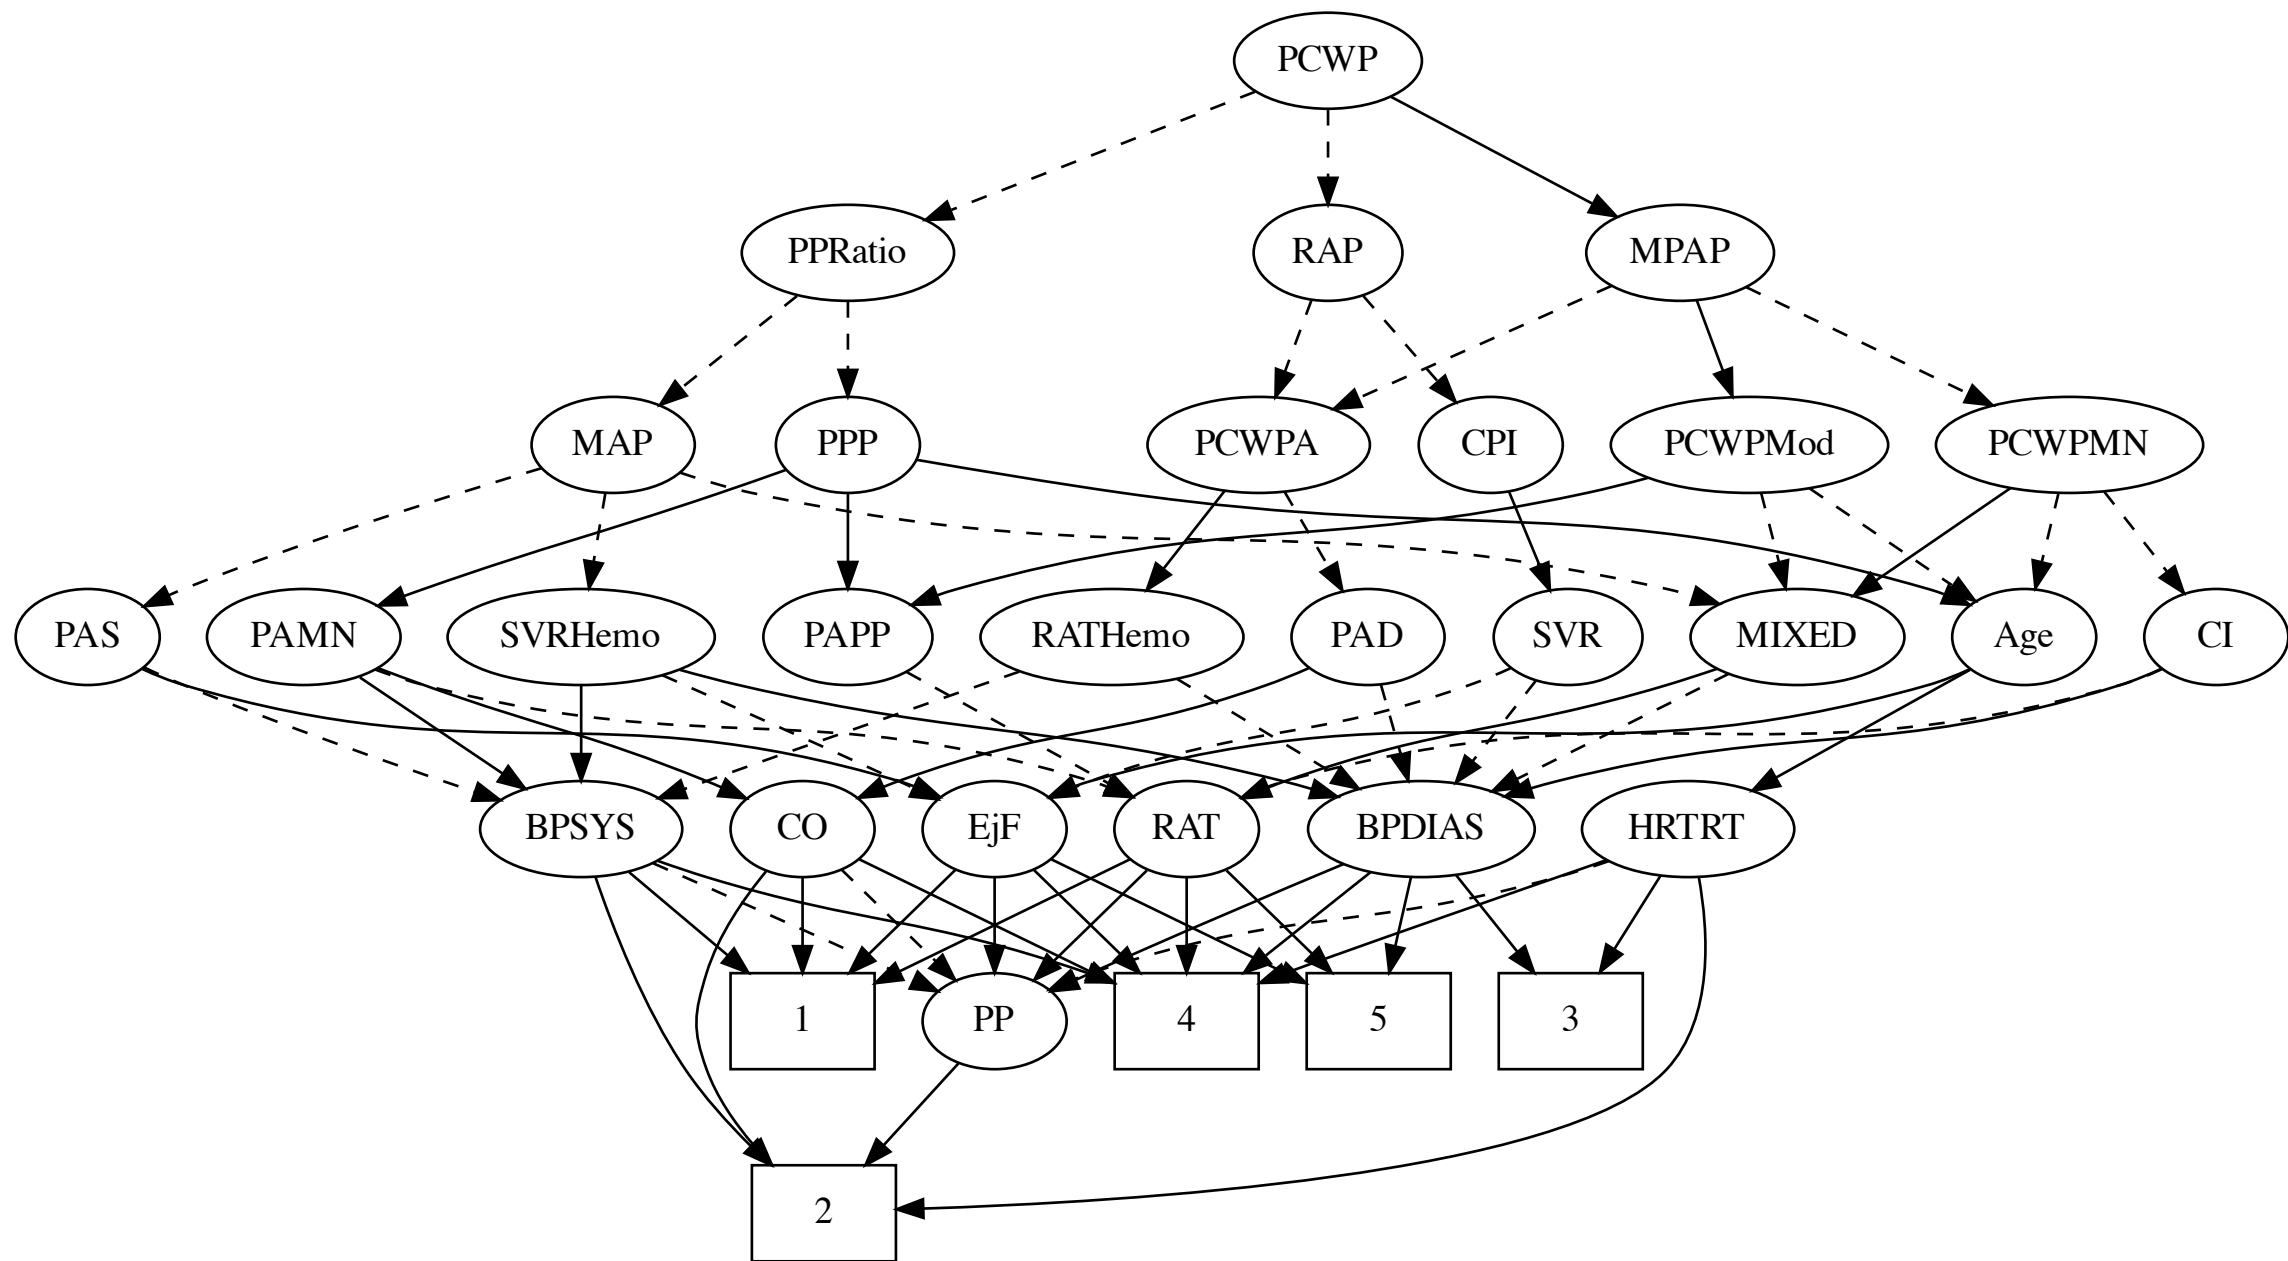 PCWP
PPRatio
RAP
MPAP
MAP
PPP
PCWPA
CPI
PCWPMod
PCWPMN
PAS
PAMN
SVRHemo
PAPP
RATHemo
PAD
SVR
MIXED
Age
CI
BPSYS
CO
EjF
RAT
BPDIAS
HRTRT
1
PP
4
5
3
2